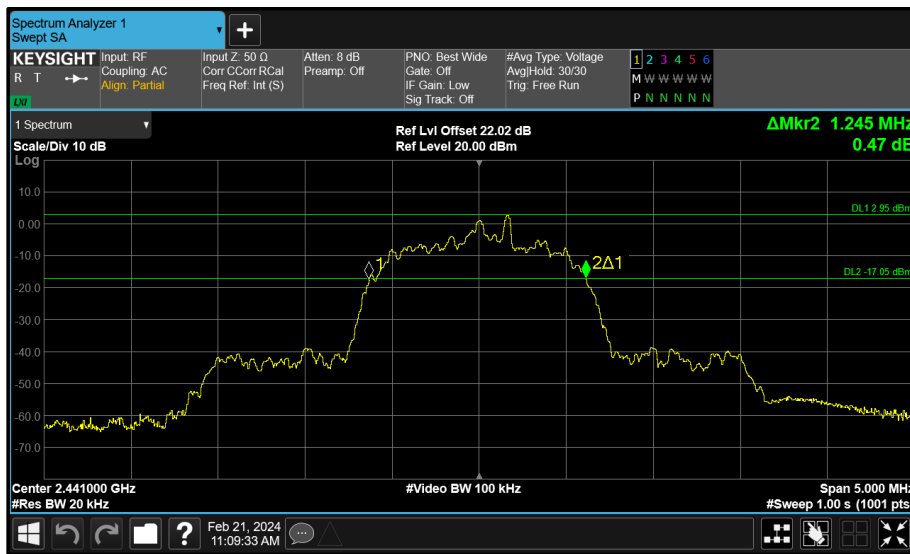 Spectrum Analyzer 1
Swept SA
KEYSIGHT
R T
LXI
Input: RF
Coupling: AC
Align: Partial
Input Z: 50 Ω
Corr CCorr RCal
Freq Ref: Int (S)
Atten: 8 dB
Preamp: Off
PNO: Best Wide
Gate: Off
IF Gain: Low
Sig Track: Off
#Avg Type: Voltage
Avg|Hold: 30/30
Trig: Free Run
1 2 3 4 5 6
M W W W W W
P N N N N N
1 Spectrum
Scale/Div 10 dB
Log
Ref Lvl Offset 22.02 dB
Ref Level 20.00 dBm
ΔMkr2 1.245 MHz
0.47 dB
10.0
DL1 2.95 dBm
0.00
-10.0
1
2Δ1
DL2 -17.05 dBm
-20.0
-30.0
-40.0
-50.0
-60.0
-70.0
Center 2.441000 GHz
#Video BW 100 kHz
Span 5.000 MHz
#Res BW 20 kHz
#Sweep 1.00 s (1001 pts
?
Feb 21, 2024
11:09:33 AM